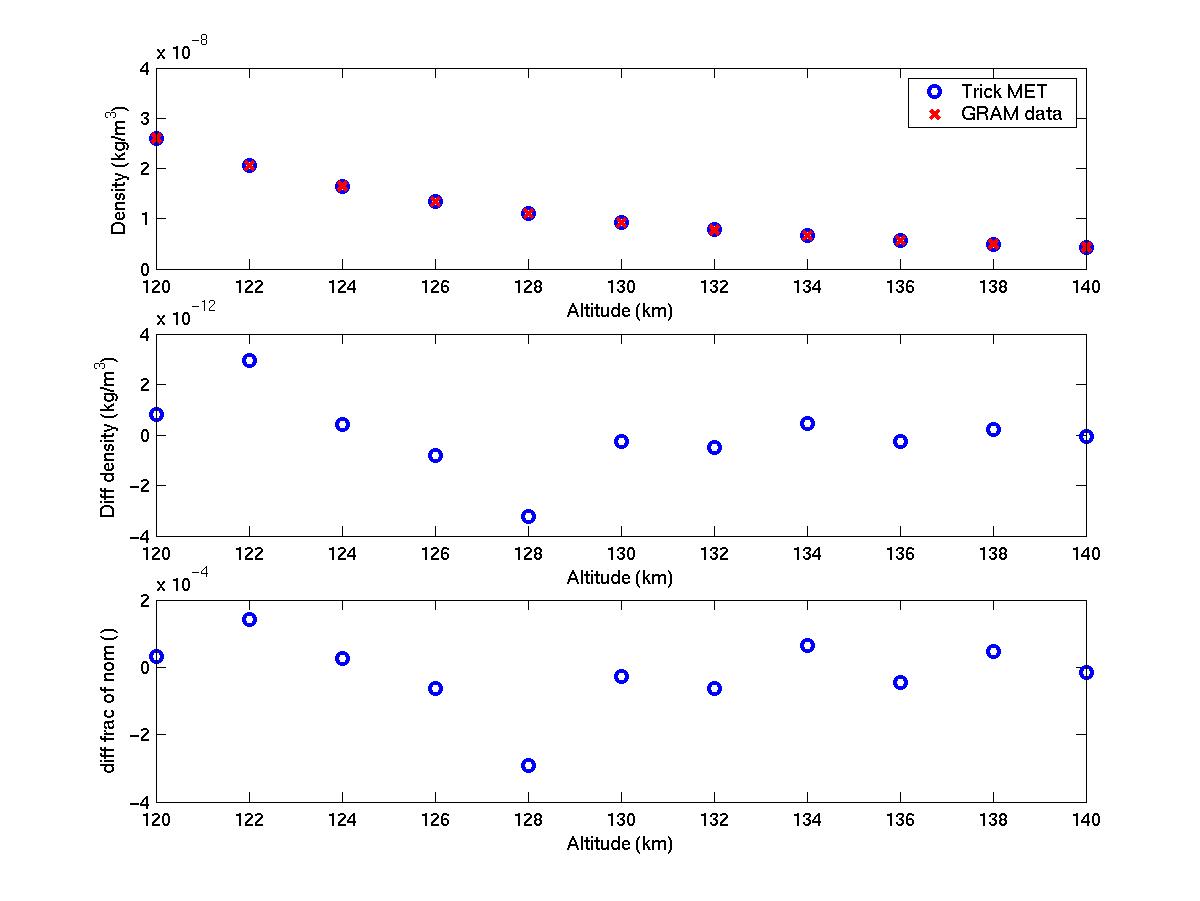 x 10^-8
4
3
2
1
0
Density (kg/m^3)
Trick MET
GRAM data
120 122 124 126 128 130 132 134 136 138 140
Altitude (km)
x 10^-12
4
2
0
−2
−4
Diff density (kg/m^3)
120 122 124 126 128 130 132 134 136 138 140
Altitude (km)
x 10^-4
2
0
−2
−4
diff frac of nom ()
120 122 124 126 128 130 132 134 136 138 140
Altitude (km)